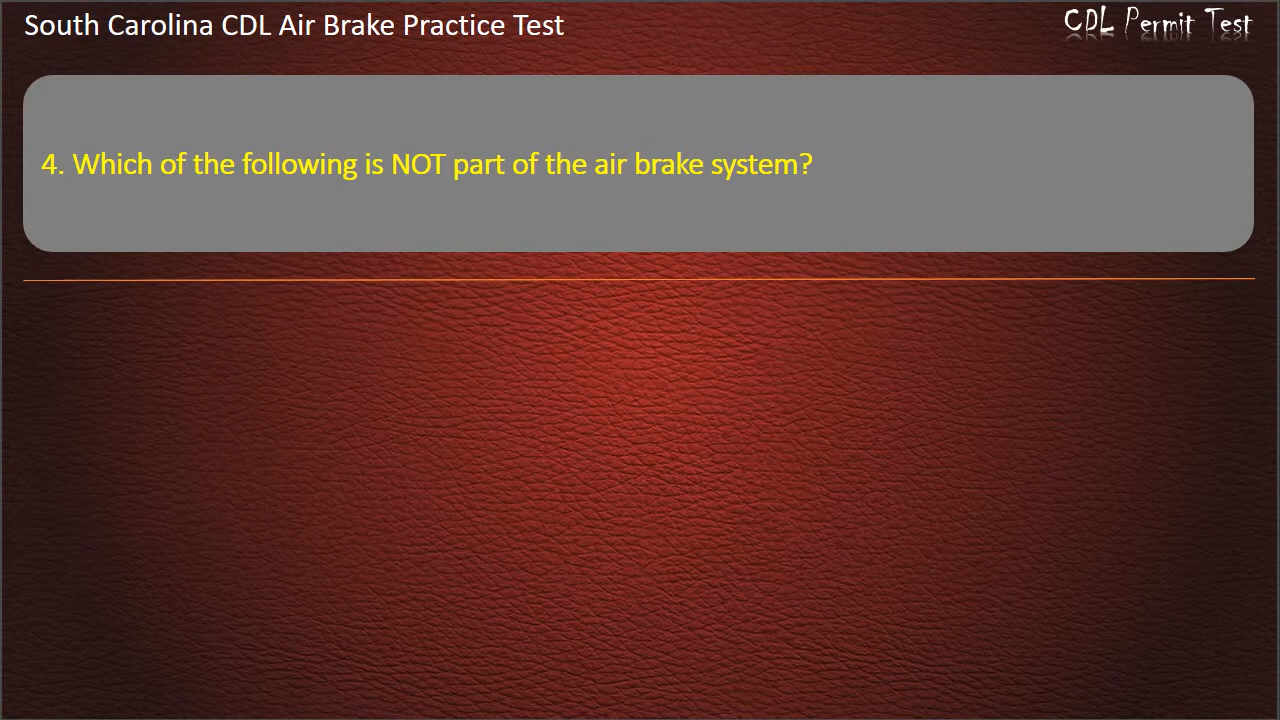 South Carolina CDL Air Brake Practice Test
CDL Permit Test
4. Which of the following is NOT part of the air brake system?